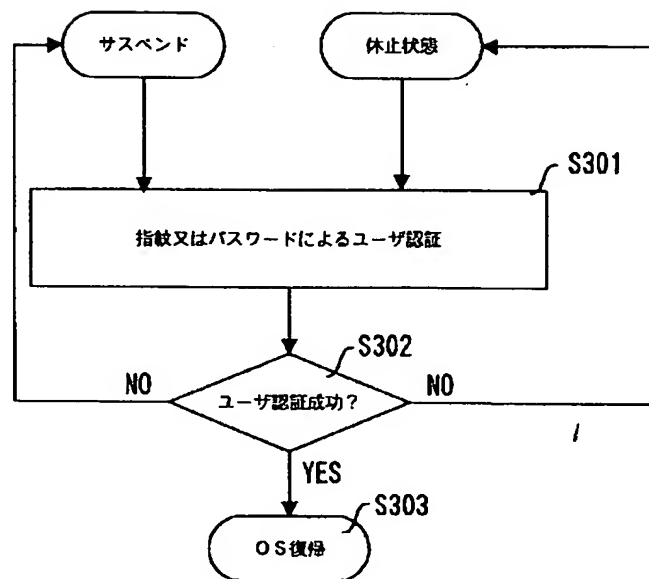 サスペンド
休止状態
S301
指紋又はパスワードによるユーザ認証
S302
NO
ユーザ認証成功?
NO
YES
S303
OS復帰